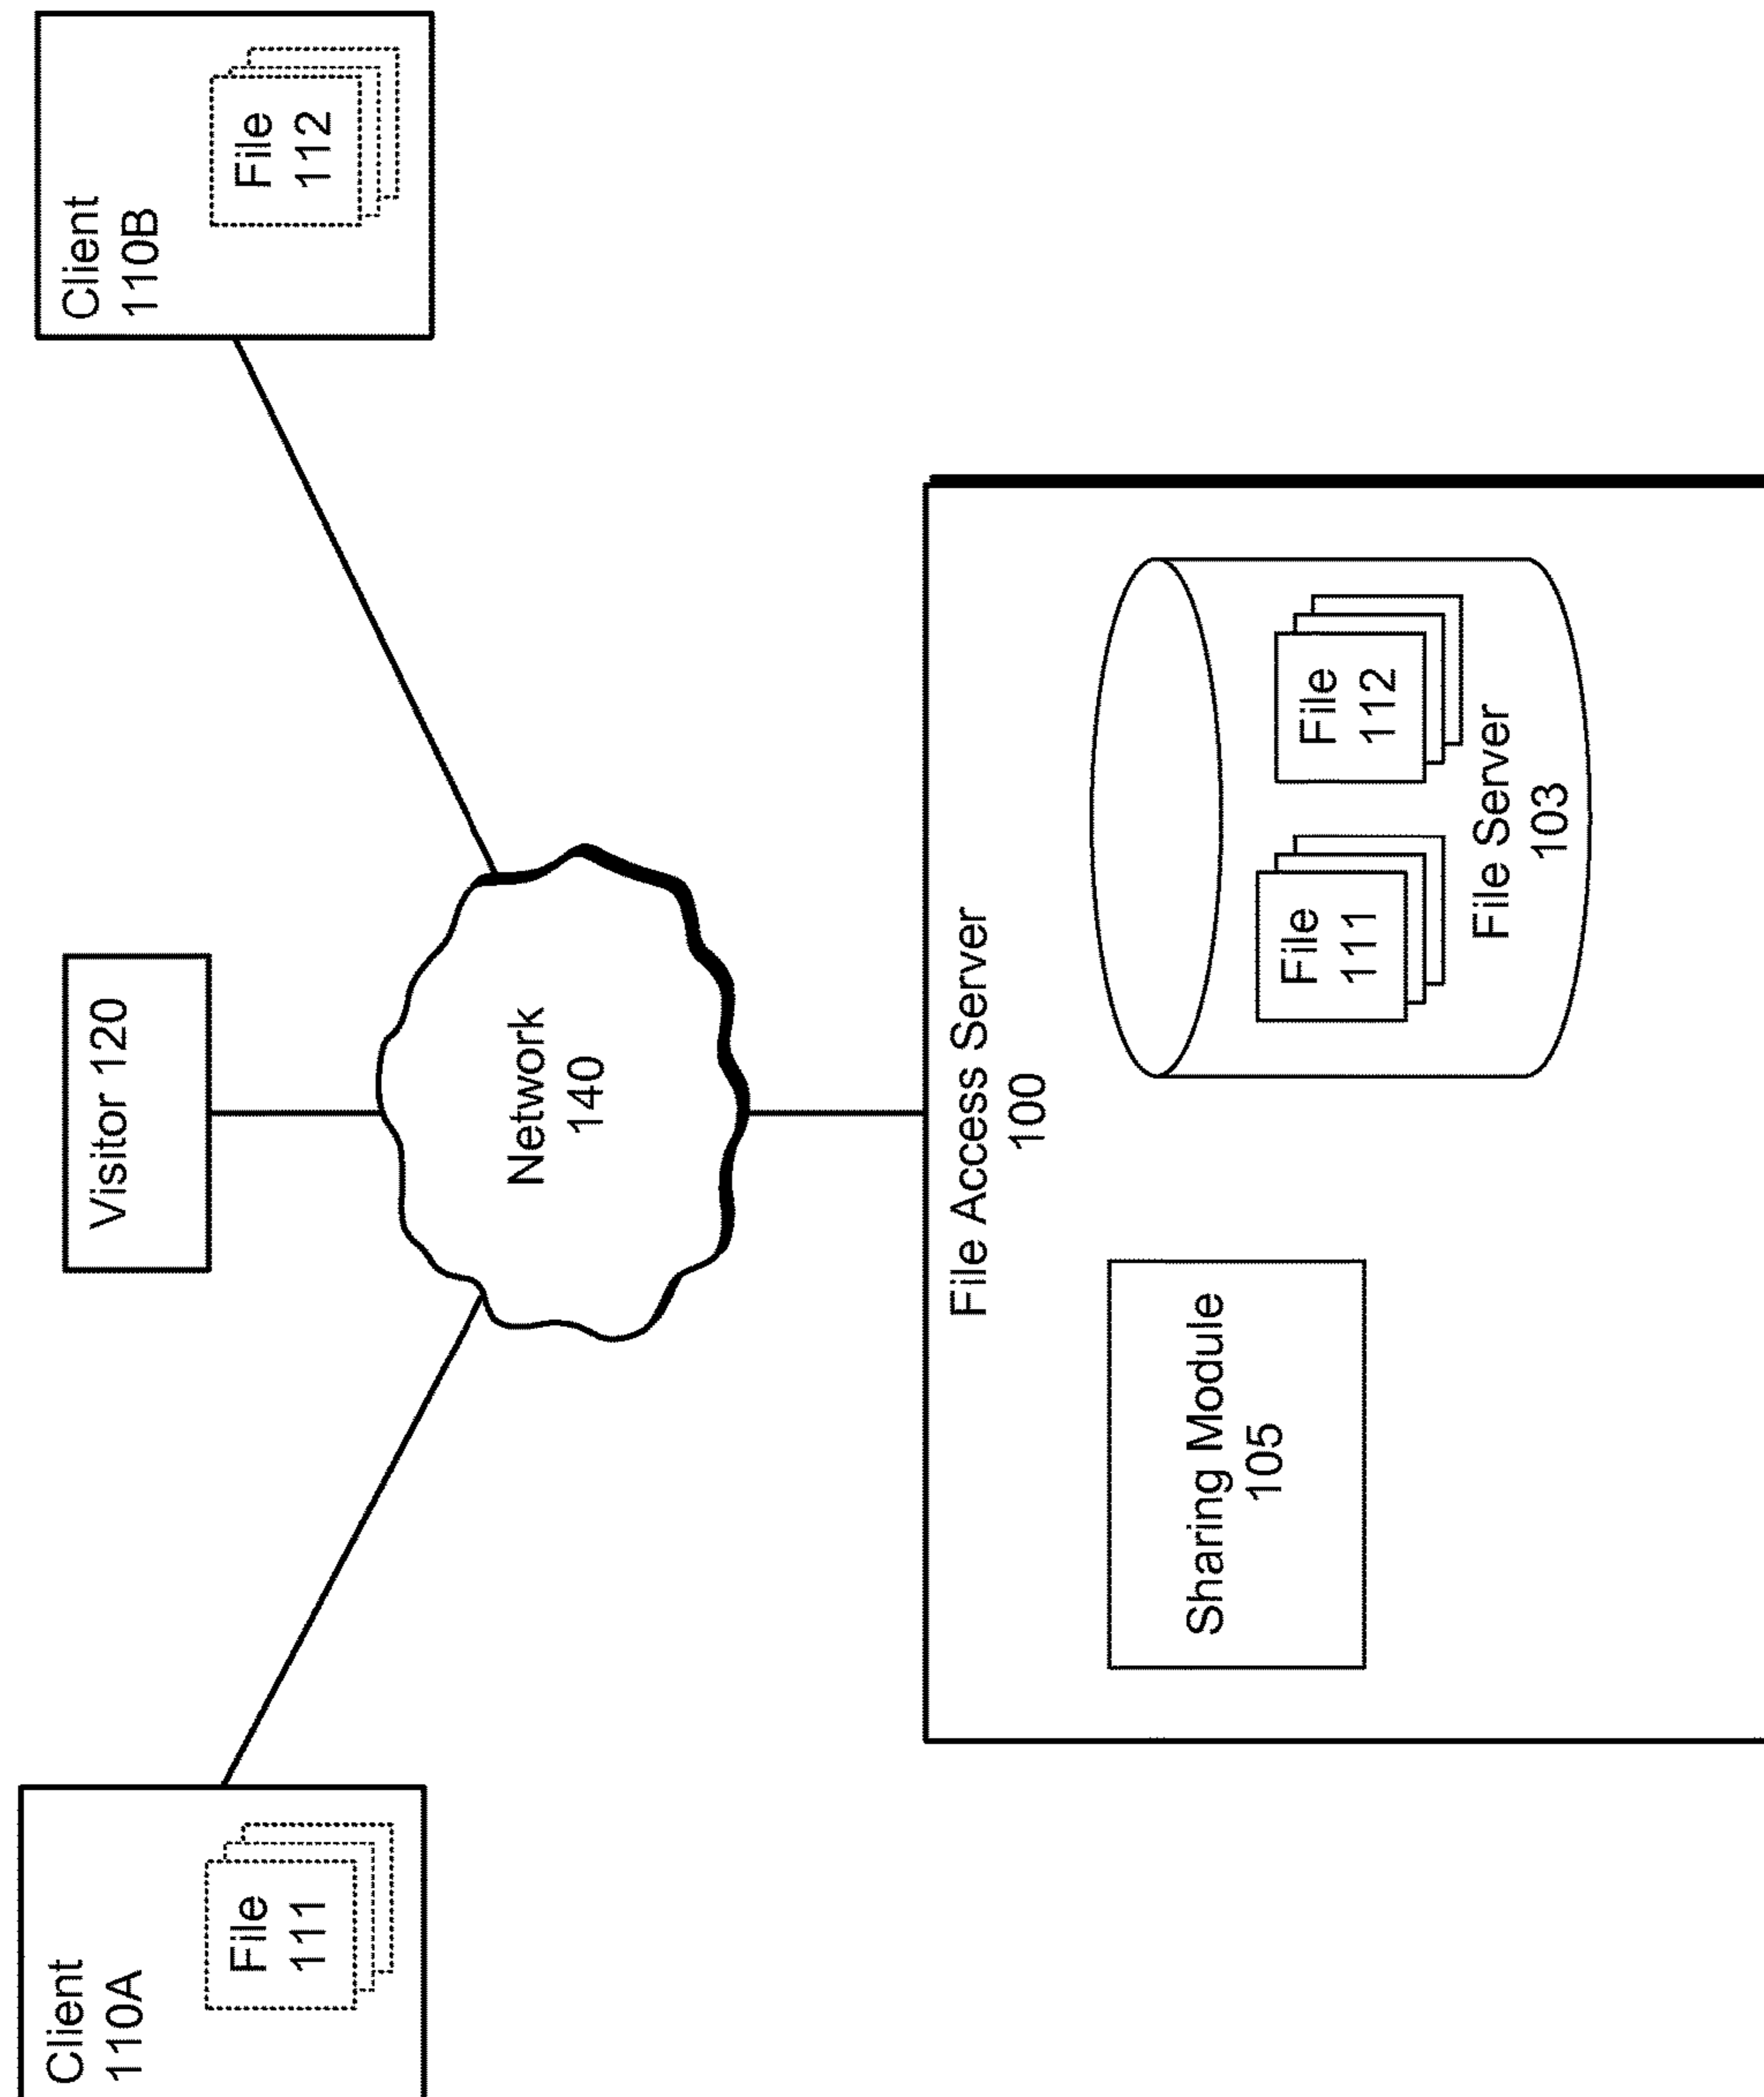 Client
110A
File
111
Visitor 120
Client
110B
File
112
Network
140
File Access Server
100
Sharing Module
105
File
111
File
112
File Server
103